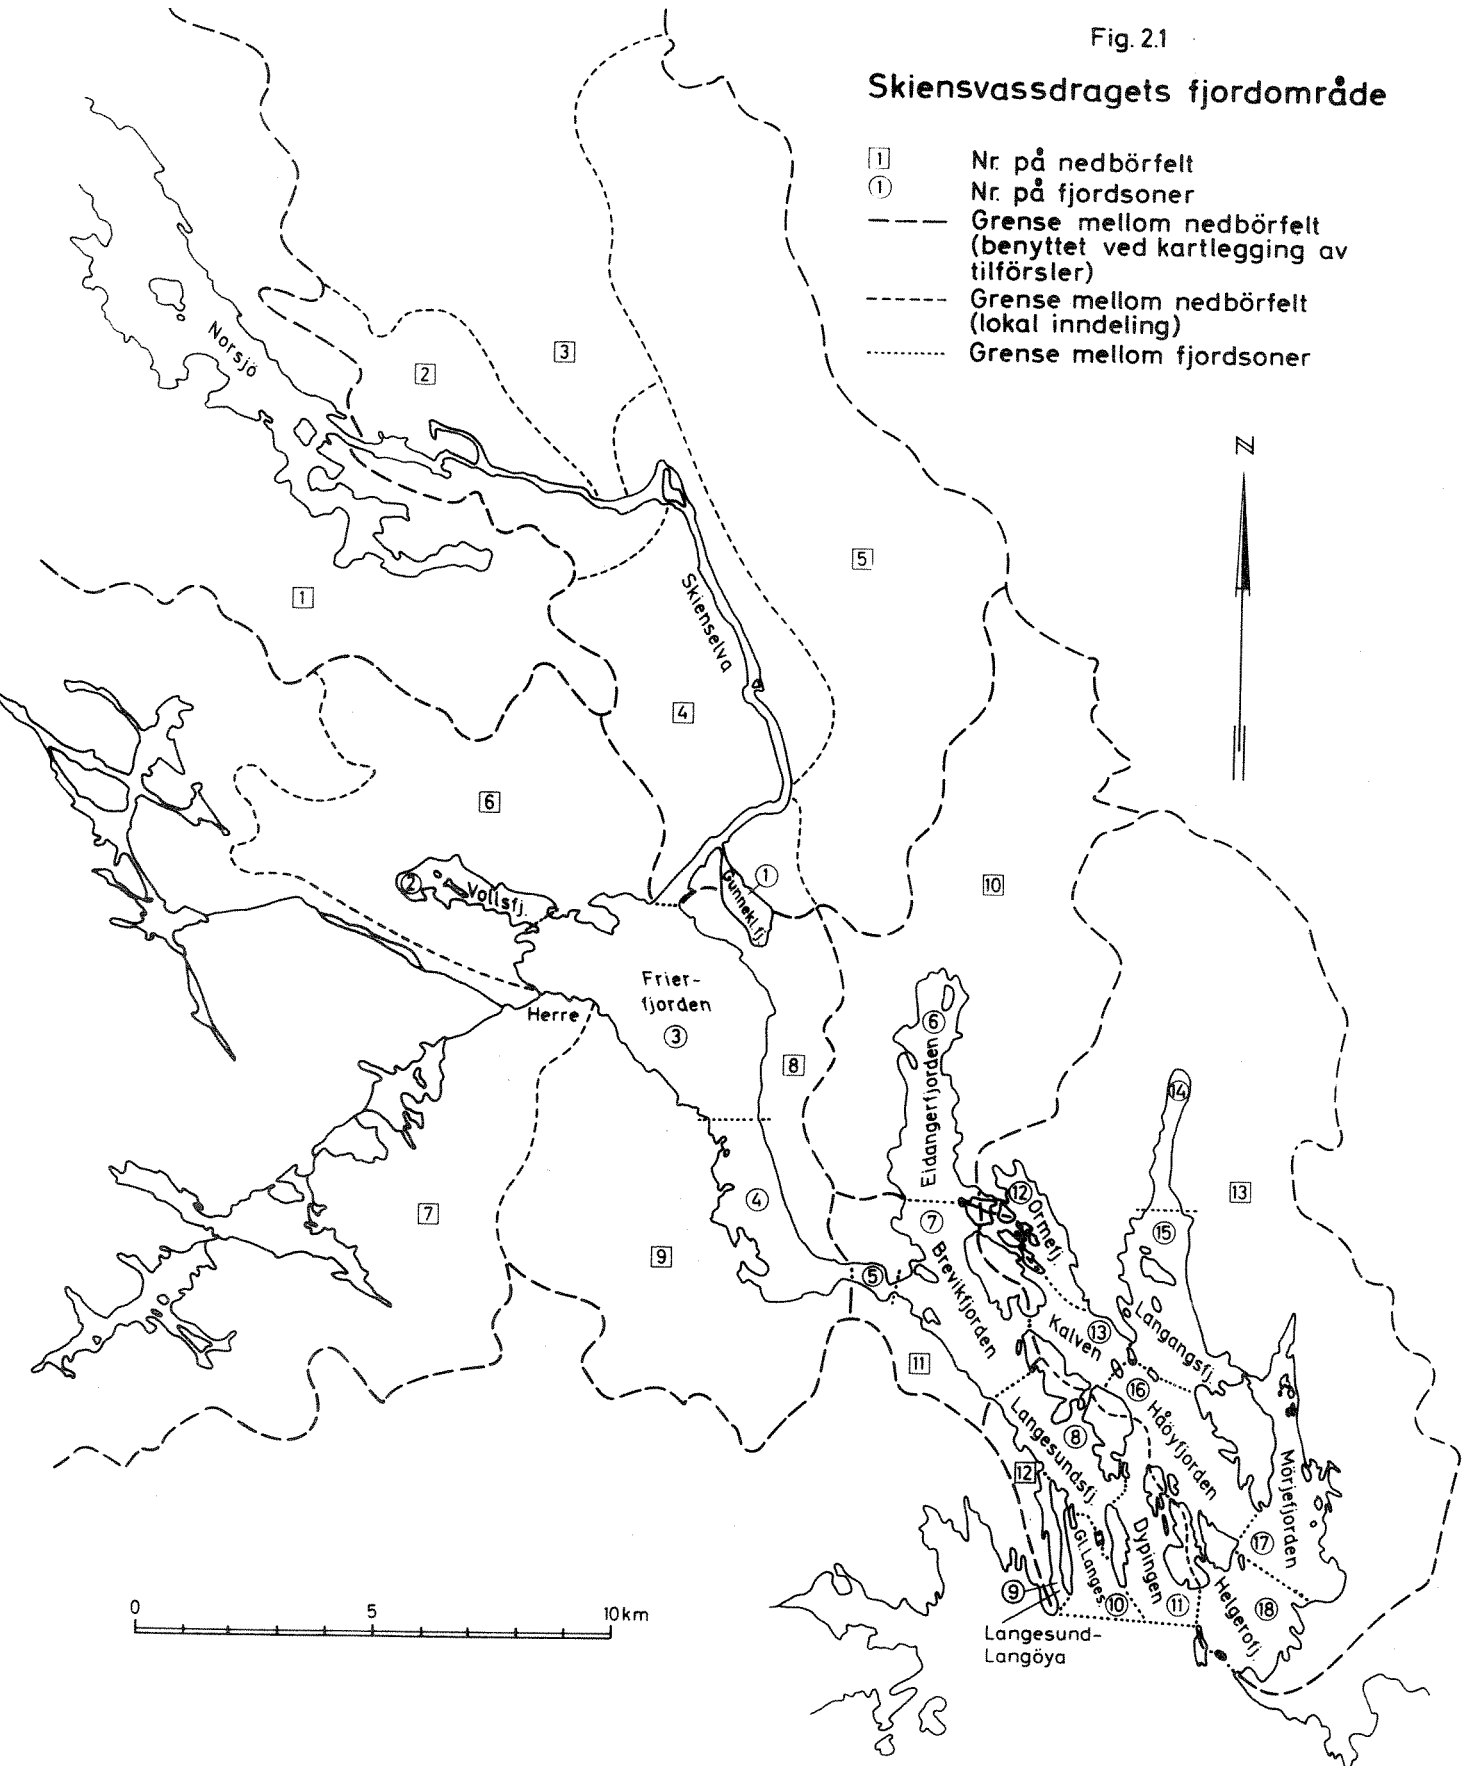 Fig. 2.1
Skiensvassdragets fjordområde
1 Nr. på nedbörfelt
1 Nr. på fjordsoner
Grense mellom nedbörfelt
(benyttet ved kartlegging av
tilförsler)
Grense mellom nedbörfelt
(lokal inndeling)
Grense mellom fjordsoner
N
Norsjö
2
3
5
1
Skienselva
4
6
10
2
Vollsfj.
1
Gunnekl.fj.
Frier-
fjorden
3
Herre
8
6
Eidangerfjorden
14
13
7
9
4
5
7
Brevikfjorden
12
Ormefj.
15
Langangsfj.
Kalven
13
11
16
Håöyfjorden
Langesundsfj.
8
12
Mörjefjorden
17
Gl.Langes
Dypingen
9
10
11
Helgerofj.
18
Langesund-
Langöya
0 5 10 km